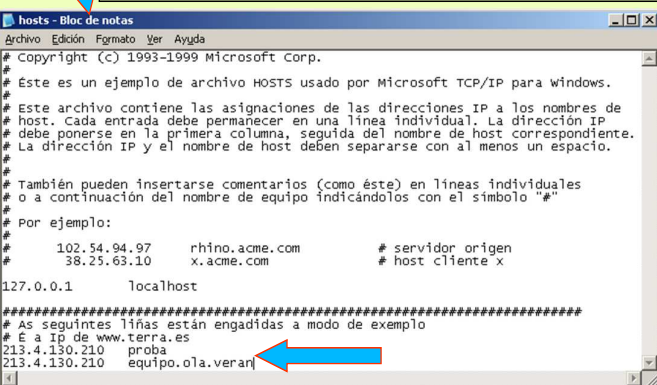 hosts - Bloc de notas
Archivo Edición Formato Ver Ayuda
# Copyright (c) 1993-1999 Microsoft Corp.
#
# Éste es un ejemplo de archivo HOSTS usado por Microsoft TCP/IP para Windows.
#
# Este archivo contiene las asignaciones de las direcciones IP a los nombres de
# host. Cada entrada debe permanecer en una línea individual. La dirección IP
# debe ponerse en la primera columna, seguida del nombre de host correspondiente.
# La dirección IP y el nombre de host deben separarse con al menos un espacio.
#
#
# También pueden insertarse comentarios (como éste) en líneas individuales
# o a continuación del nombre de equipo indicándolos con el símbolo "#"
#
# Por ejemplo:
#
# 102.54.94.97 rhino.acme.com # servidor origen
# 38.25.63.10 x.acme.com # host cliente x
127.0.0.1 localhost
##########################################################################
# As seguintes liñas están engadidas a modo de exemplo
# É a Ip de www.terra.es
213.4.130.210 proba
213.4.130.210 equipo.ola.veran